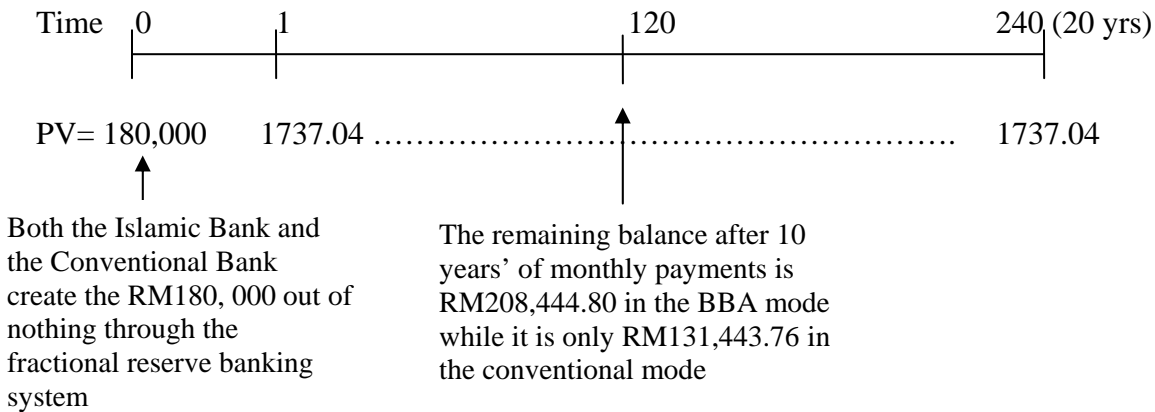 Time 0 1 120 240 (20 yrs)
PV= 180,000 1737.04 ……………………………………………………. 1737.04
Both the Islamic Bank and
the Conventional Bank
create the RM180, 000 out of
nothing through the
fractional reserve banking
system
The remaining balance after 10
years’ of monthly payments is
RM208,444.80 in the BBA mode
while it is only RM131,443.76 in
the conventional mode